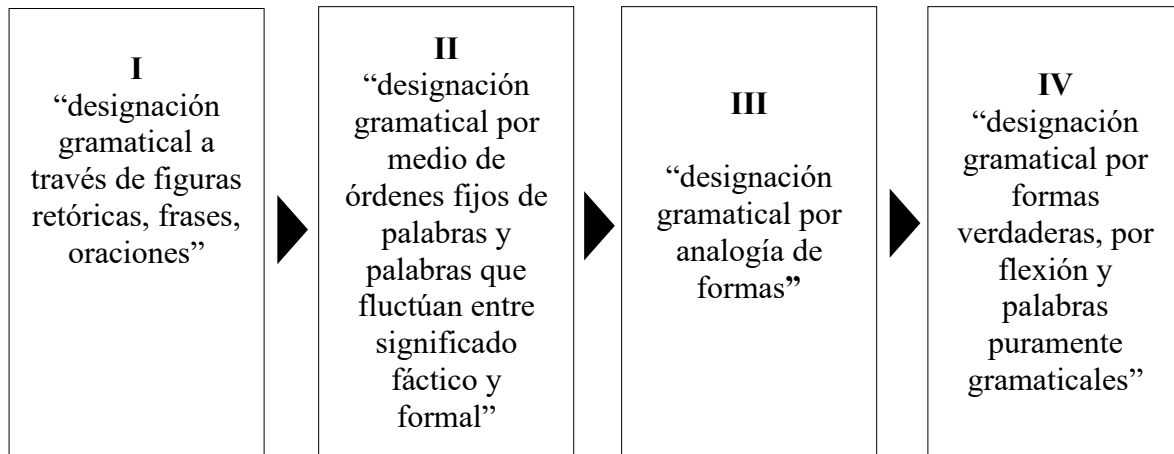 I
“designación
gramatical a
través de figuras
retóricas, frases,
oraciones”
II
“designación
gramatical por
medio de
órdenes fijos de
palabras y
palabras que
fluctúan entre
significado
fáctico y
formal”
III
“designación
gramatical por
analogía de
formas”
IV
“designación
gramatical por
formas
verdaderas, por
flexión y
palabras
puramente
gramaticales”